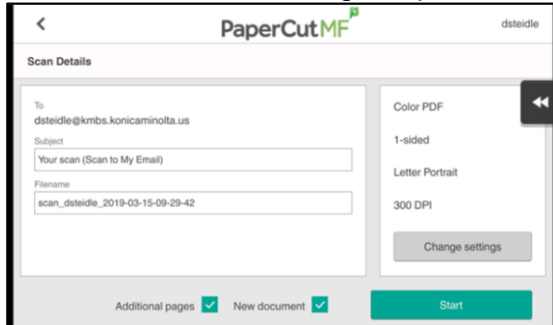 PaperCut MF
dsteidle
Scan Details
To
dsteidle@kmbs.konicaminolta.us
Subject
Your scan (Scan to My Email)
Filename
scan_dsteidle_2019-03-15-09-29-42
Color PDF
1-sided
Letter Portrait
300 DPI
Change settings
Additional pages
New document
Start